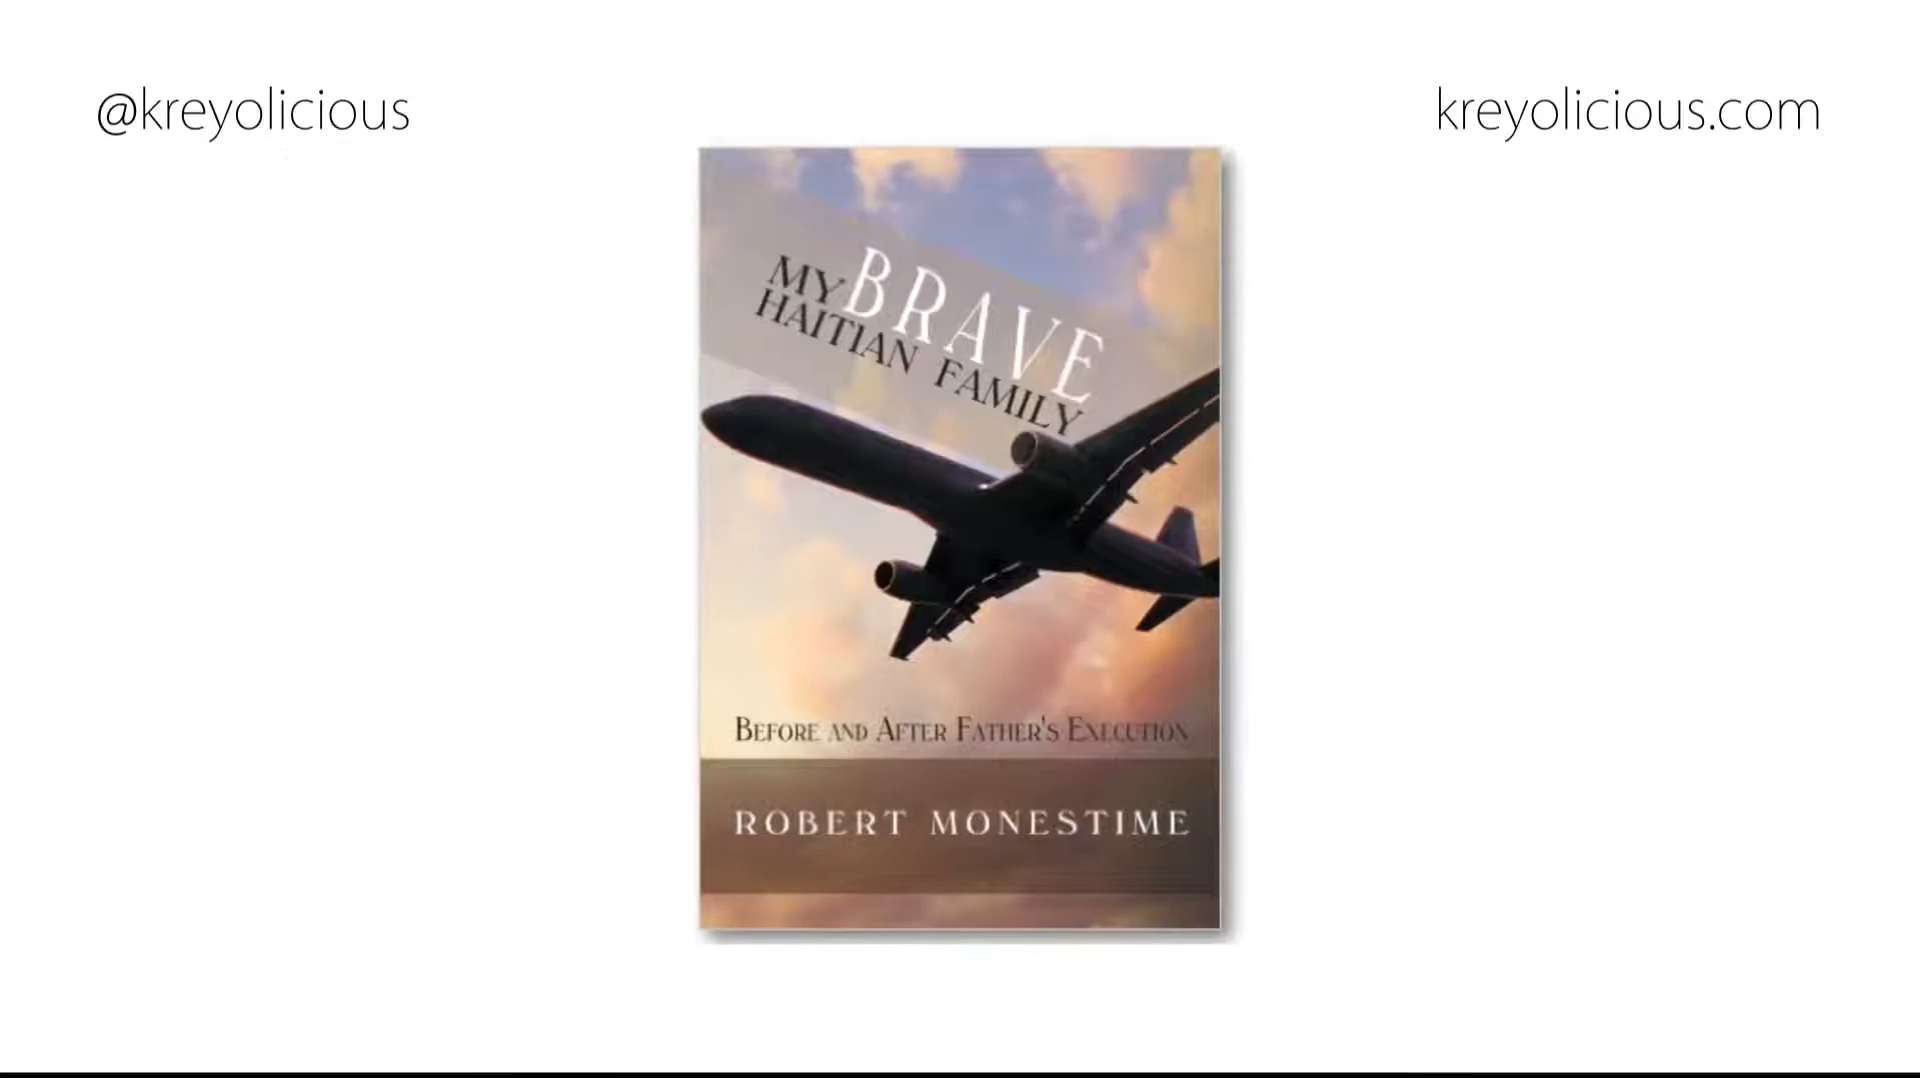 @kreyolicious
kreyolicious.com
MY BRAVE
HAITIAN FAMILY
BEFORE AND AFTER FATHER'S EXECUTION
ROBERT MONESTIME